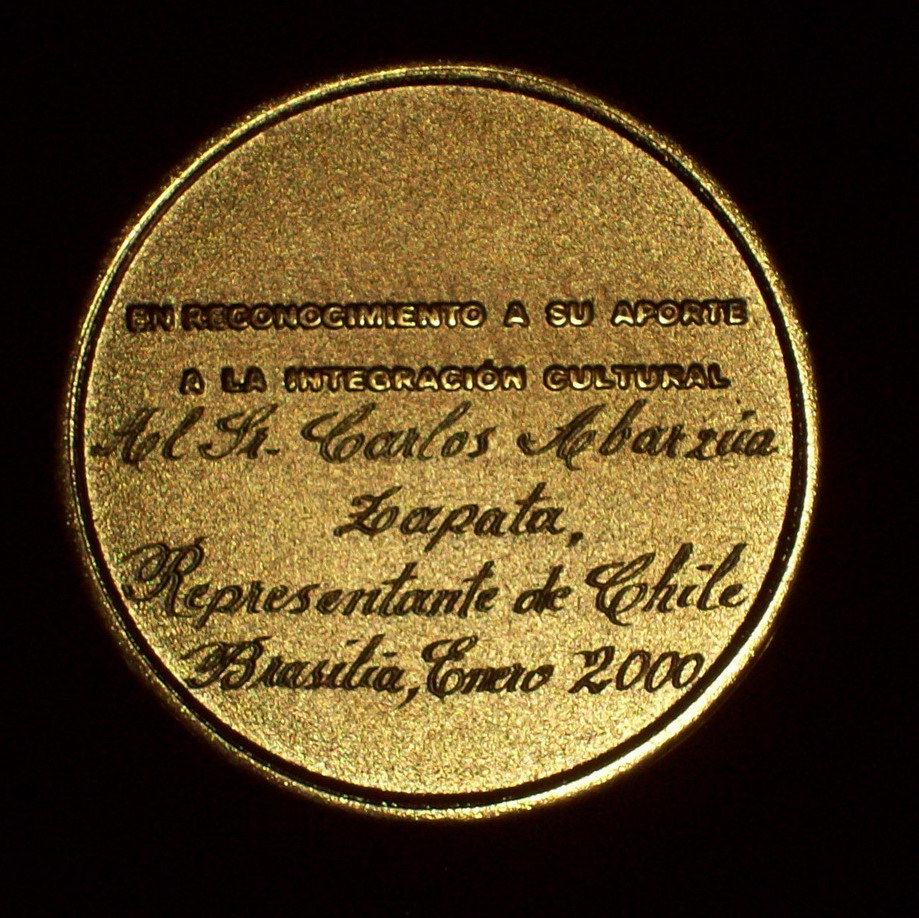 EN RECONOCIMIENTO A SU APORTE
A LA INTEGRACIÓN CULTURAL
Al Sr. Carlos Abarzúa
Zapata,
Representante de Chile
Brasilia, Enero 2000